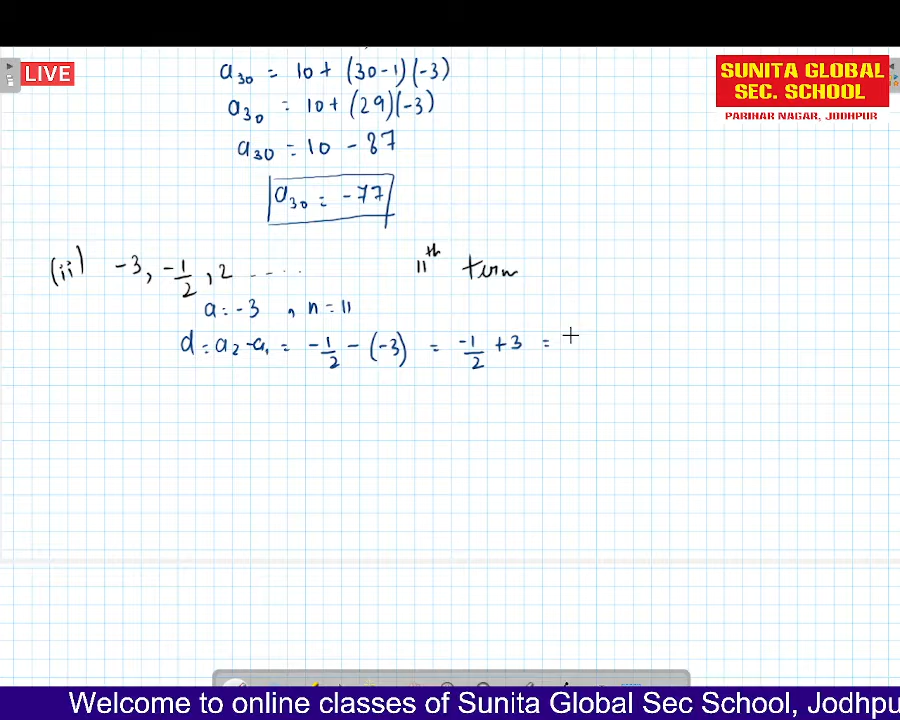 LIVE
SUNITA GLOBAL
SEC. SCHOOL
PARIHAR NAGAR, JODHPUR
a₃₀ = 10 + (30-1)(-3)
a₃₀ = 10 + (29)(-3)
a₃₀ = 10 - 87
a₃₀ = -77
(ii) -3, -1/2, 2 ..... 11th term
a = -3, n = 11
d = a₂ - a₁ = -1/2 - (-3) = -1/2 + 3 =
Welcome to online classes of Sunita Global Sec School, Jodhpu